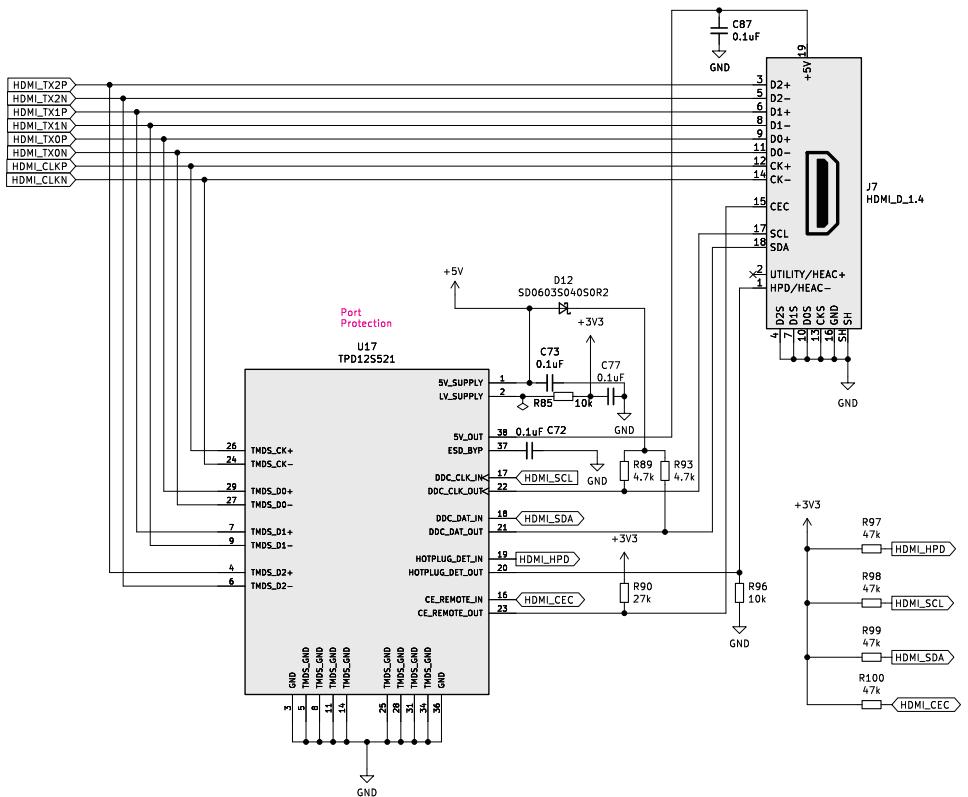 C87
0.1uF
GND
19
+5V
HDMI_TX2P
HDMI_TX2N
HDMI_TX1P
HDMI_TX1N
HDMI_TX0P
HDMI_TX0N
HDMI_CLKP
HDMI_CLKN
3 D2+
5 D2-
6 D1+
8 D1-
9 D0+
11 D0-
12 CK+
14 CK-
15 CEC
17 SCL
18 SDA
2 UTILITY/HEAC+
1 HPD/HEAC-
J7
HDMI_D_1.4
D2S D1S D0S CKS GND SH
4 7 10 13 16 SH
GND
+5V
D12
SD0603S040S0R2
+3V3
Port
Protection
U17
TPD12S521
C73
0.1uF
C77
0.1uF
5V_SUPPLY 1
LV_SUPPLY 2
R85 10k
GND
5V_OUT 38
ESD_BYP 37
0.1uF C72
GND
R89
4.7k
R93
4.7k
DDC_CLK_IN 17 HDMI_SCL
DDC_CLK_OUT 22
DDC_DAT_IN 18 HDMI_SDA
DDC_DAT_OUT 21
HOTPLUG_DET_IN 19 HDMI_HPD
HOTPLUG_DET_OUT 20
CE_REMOTE_IN 16 HDMI_CEC
CE_REMOTE_OUT 23
26 TMDS_CK+
24 TMDS_CK-
29 TMDS_D0+
27 TMDS_D0-
7 TMDS_D1+
9 TMDS_D1-
4 TMDS_D2+
6 TMDS_D2-
+3V3
R90
27k
R96
10k
GND
GND TMDS_GND TMDS_GND TMDS_GND TMDS_GND TMDS_GND TMDS_GND TMDS_GND TMDS_GND GND
3 5 8 11 14 25 28 31 34 36
GND
+3V3
R97
47k
HDMI_HPD
R98
47k
HDMI_SCL
R99
47k
HDMI_SDA
R100
47k
HDMI_CEC